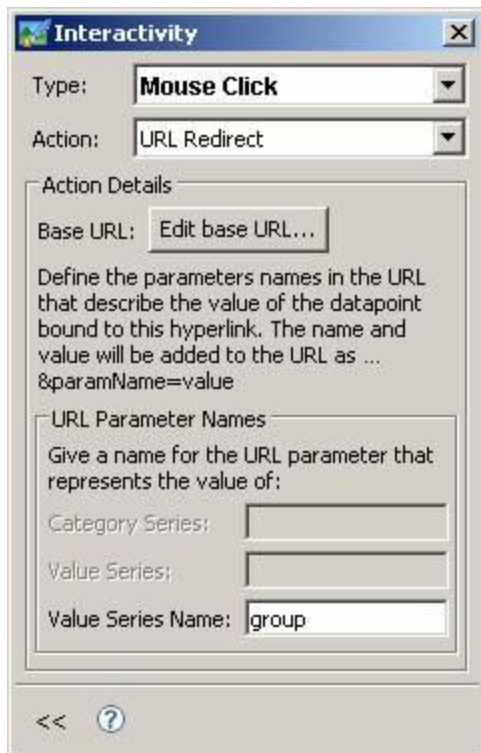 Interactivity
Type: Mouse Click
Action: URL Redirect
Action Details
Base URL: Edit base URL...
Define the parameters names in the URL
that describe the value of the datapoint
bound to this hyperlink. The name and
value will be added to the URL as ...
&paramName=value
URL Parameter Names
Give a name for the URL parameter that
represents the value of:
Category Series:
Value Series:
Value Series Name: group
<< ?